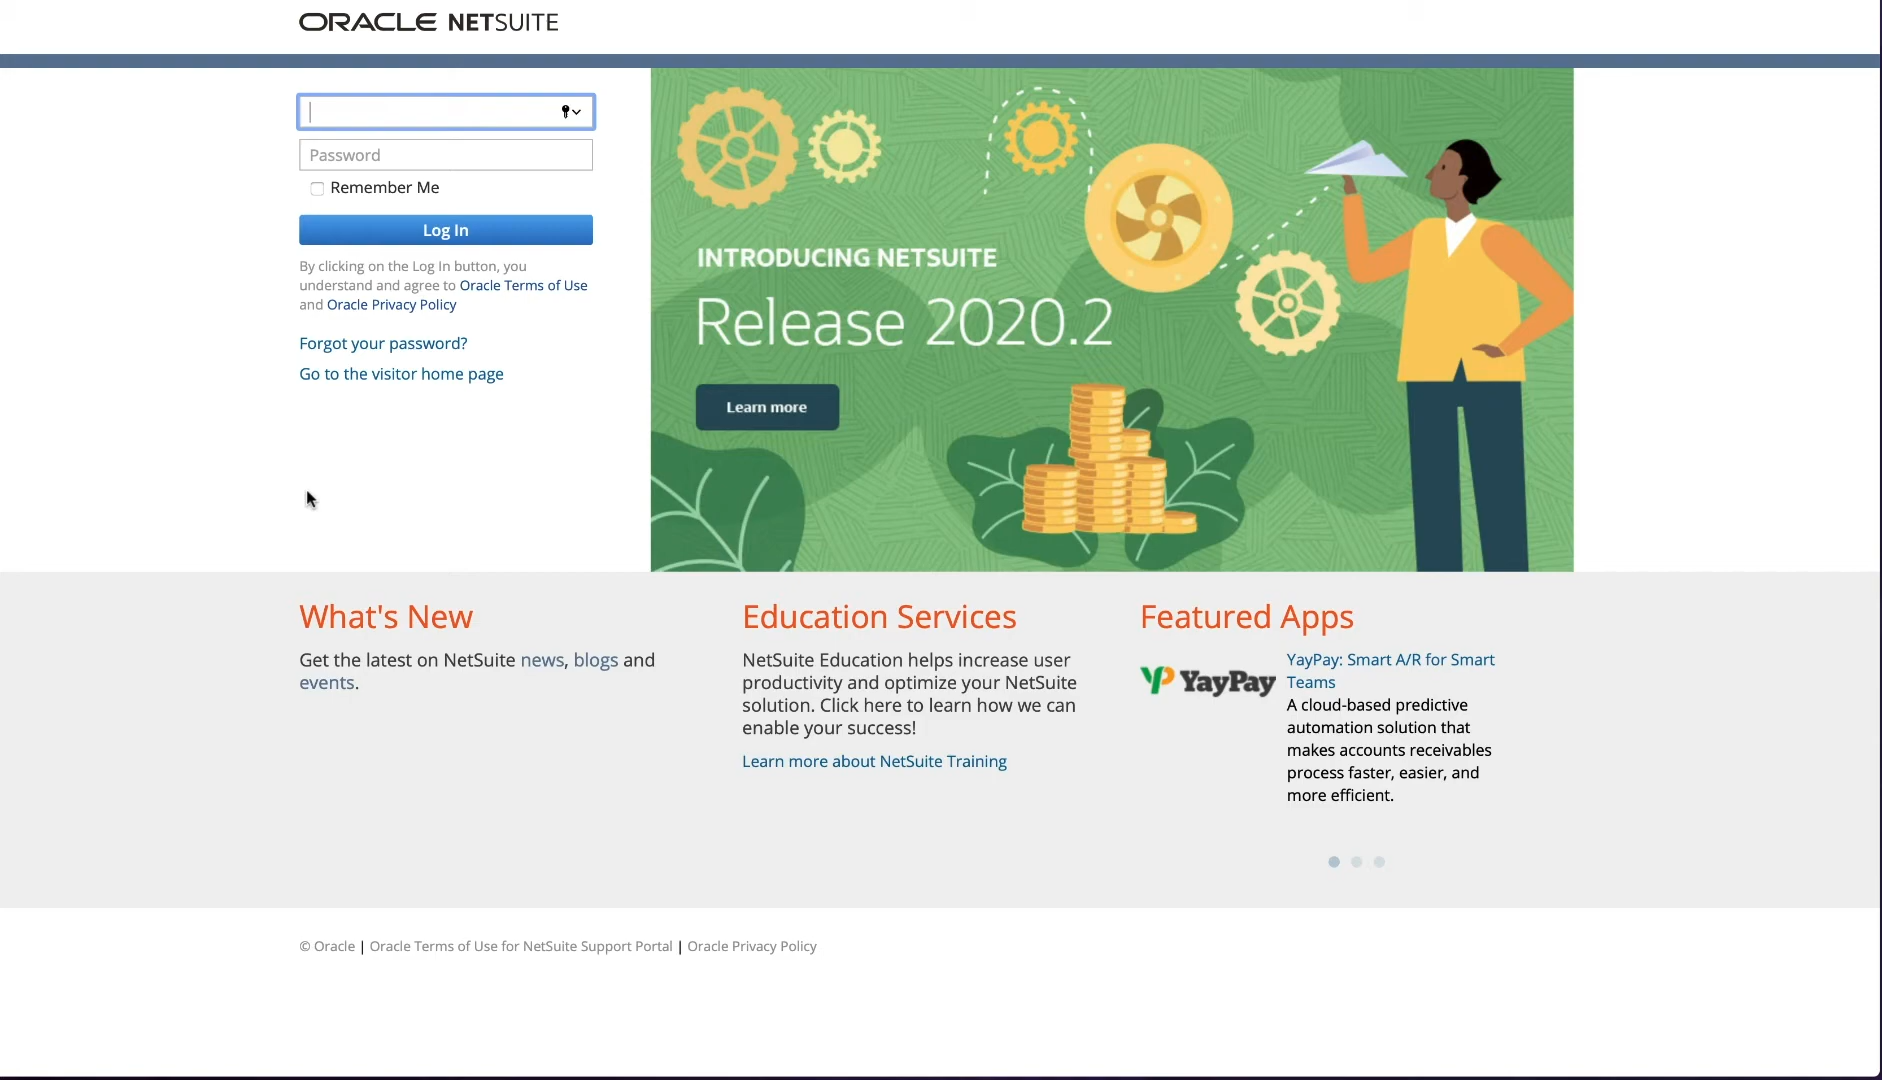 ORACLE NETSUITE
Password
Remember Me
Log In
By clicking on the Log In button, you
understand and agree to Oracle Terms of Use
and Oracle Privacy Policy
Forgot your password?
Go to the visitor home page
INTRODUCING NETSUITE
Release 2020.2
Learn more
What's New
Get the latest on NetSuite news, blogs and
events.
Education Services
NetSuite Education helps increase user
productivity and optimize your NetSuite
solution. Click here to learn how we can
enable your success!
Learn more about NetSuite Training
Featured Apps
YayPay
YayPay: Smart A/R for Smart
Teams
A cloud-based predictive
automation solution that
makes accounts receivables
process faster, easier, and
more efficient.
© Oracle | Oracle Terms of Use for NetSuite Support Portal | Oracle Privacy Policy